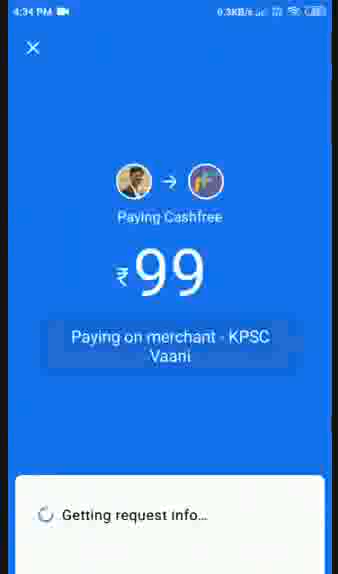 4:34 PM 0.3KB/s
Paying Cashfree
₹99
Paying on merchant - KPSC
Vaani
Getting request info...